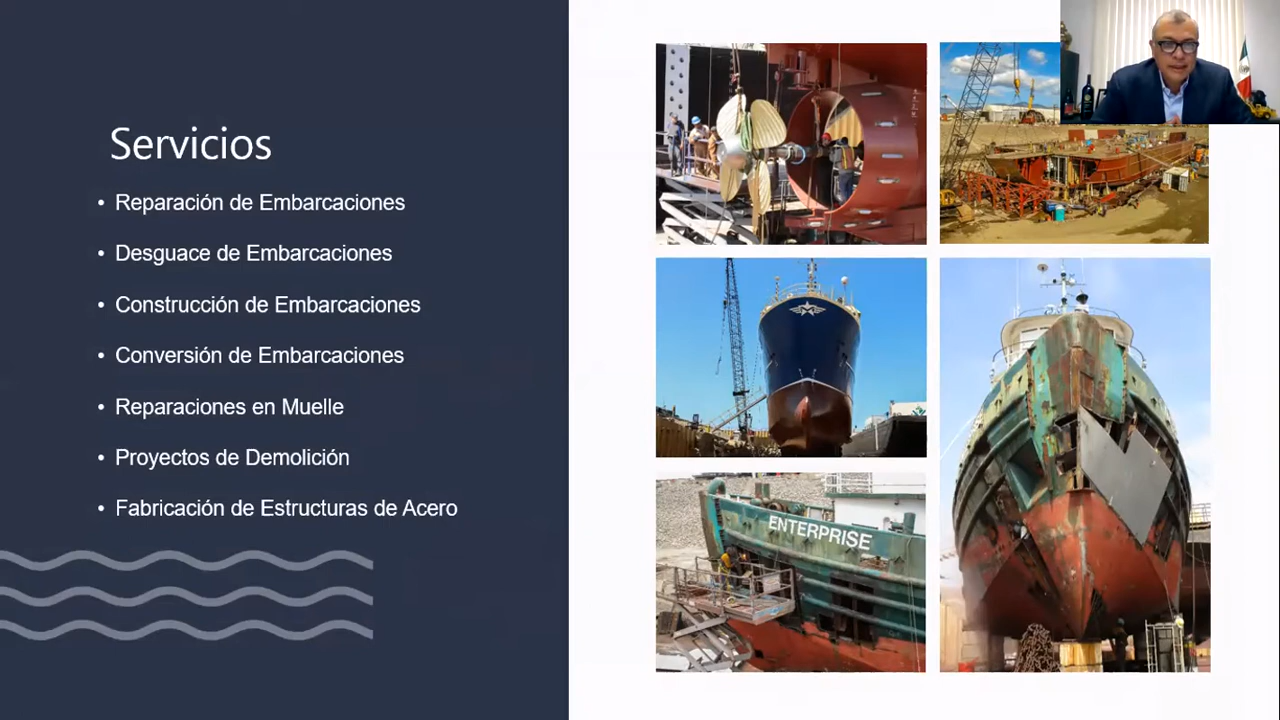 Servicios
• Reparación de Embarcaciones
• Desguace de Embarcaciones
• Construcción de Embarcaciones
• Conversión de Embarcaciones
• Reparaciones en Muelle
• Proyectos de Demolición
• Fabricación de Estructuras de Acero
ENTERPRISE